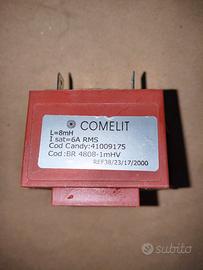 COMELIT
L=8mH
I sat=6A RMS
Cod Candy:41009175
Cod:BR 4808-1mHV
REF38/23/17/2000
subito